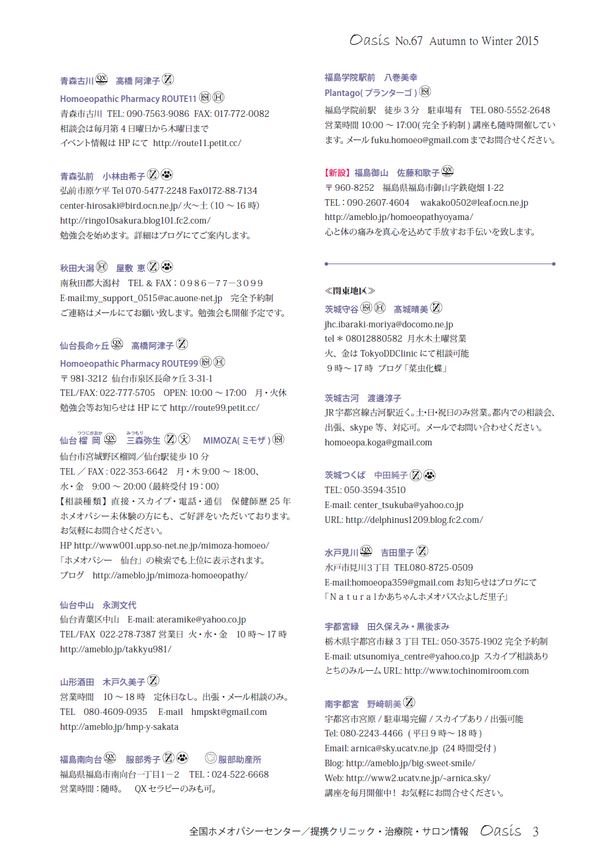 Oasis No.67 Autumn to Winter 2015
青森古川 高橋 阿津子
Homoeopathic Pharmacy ROUTE11
青森市古川 TEL: 090-7563-9086 FAX: 017-772-0082
相談会は毎月第４日曜日から木曜日まで
イベント情報は HP にて http://route11.petit.cc/
青森弘前 小林由希子
弘前市原ケ平 Tel 070-5477-2248 Fax0172-88-7134
center-hirosaki@bird.ocn.ne.jp/ 火～土（10 ～ 16 時）
http://ringo10sakura.blog101.fc2.com/
勉強会を始めます。詳細はブログにてご案内します。
秋田大潟 屋敷 恵
南秋田郡大潟村 TEL & FAX：０９８６－７７－３０９９
E-mail:my_support_0515@ac.auone-net.jp 完全予約制
ご連絡はメールにてお願い致します。勉強会も開催予定です。
仙台長命ヶ丘 高橋阿津子
Homoeopathic Pharmacy ROUTE99
〒 981-3212 仙台市泉区長命ヶ丘 3-31-1
TEL/FAX: 022-777-5705 OPEN: 10:00 ～ 17:00 月・火休
勉強会等お知らせは HP にて http://route99.petit.cc/
仙台榴岡 三森弥生 MIMOZA( ミモザ )
仙台市宮城野区榴岡／仙台駅徒歩 10 分
TEL ／ FAX : 022-353-6642 月・木 9:00 ～ 18:00、
水・金 9:00 ～ 20:00（最終受付 19：00）
【相談種類】直接・スカイプ・電話・通信 保健師歴 25 年
ホメオパシー未体験の方にも、ご好評をいただいております。
お気軽にお問合せください。
HP http://www001.upp.so-net.ne.jp/mimoza-homoeo/
「ホメオパシー 仙台」の検索でも上位に表示されます。
ブログ http://ameblo.jp/mimoza-homoeopathy/
仙台中山 永渕文代
仙台青葉区中山 E-mail: ateramike@yahoo.co.jp
TEL/FAX 022-278-7387 営業日 火・水・金 10 時～ 17 時
http://ameblo.jp/takkyu981/
山形酒田 木戸久美子
営業時間 10 ～ 18 時 定休日なし。出張・メール相談のみ。
TEL 080-4609-0935 E-mail hmpskt@gmail.com
http://ameblo.jp/hmp-y-sakata
福島南向台 服部秀子 服部助産所
福島県福島市南向台一丁目１－２ TEL：024-522-6668
営業時間：随時。 QX セラピーのみも可。
福島学院駅前 八巻美幸
Plantago( プランターゴ )
福島学院前駅 徒歩３分 駐車場有 TEL 080-5552-2648
営業時間 10:00 ～ 17:00( 完全予約制 ) 講座も随時開催してい
ます。メール fuku.homoeo@gmail.com までお問合せください。
【新設】福島御山 佐藤和歌子
〒 960-8252 福島県福島市御山字鉄砲畑 1-22
TEL：090-2607-4604 wakako0502@leaf.ocn.ne.jp
http://ameblo.jp/homoeopathyoyama/
心と体の痛みを真心を込めて手放すお手伝いを致します。
≪関東地区≫
茨城守谷 髙城晴美
jhc.ibaraki-moriya@docomo.ne.jp
tel ＊ 08012880582 月水木土曜営業
火、金は TokyoDDClinic にて相談可能
９時～ 17 時 ブログ「菜虫化蝶」
茨城古河 渡邊淳子
JR 宇都宮線古河駅近く。土･日･祝日のみ営業。都内での相談会、
出張、skype 等、対応可。メールでお問い合わせください。
homoeopa.koga@gmail.com
茨城つくば 中田純子
TEL: 050-3594-3510
E-mail: center_tsukuba@yahoo.co.jp
URL: http://delphinus1209.blog.fc2.com/
水戸見川 吉田里子
水戸市見川３丁目 TEL080-8725-0509
E-mail:homoeopa359@gmail.com お知らせはブログにて
「Ｎａｔｕｒａｌかあちゃんホメオパス☆よしだ里子」
宇都宮緑 田久保えみ・黒後まみ
栃木県宇都宮市緑３丁目 TEL: 050-3575-1902 完全予約制
E-mail: utsunomiya_centre@yahoo.co.jp スカイプ相談あり
とちのみルーム URL: http://www.tochinomiroom.com
南宇都宮 野﨑朝美
宇都宮市宮原 / 駐車場完備 / スカイプあり / 出張可能
Tel: 080-2243-4466 ( 平日９時～ 18 時 )
Email: arnica@sky.ucatv.ne.jp (24 時間受付 )
Blog: http://ameblo.jp/big-sweet-smile/
Web: http://www2.ucatv.ne.jp/~arnica.sky/
講座を毎月開催中！お気軽にお問合せください。
全国ホメオパシーセンター／提携クリニック・治療院・サロン情報 Oasis 3